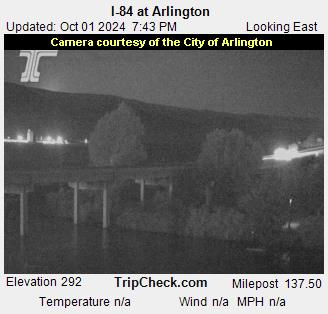 I-84 at Arlington
Updated: Oct 01 2024 7:43 PM Looking East
Camera courtesy of the City of Arlington
Elevation 292 TripCheck.com Milepost 137.50
Temperature n/a Wind n/a MPH n/a